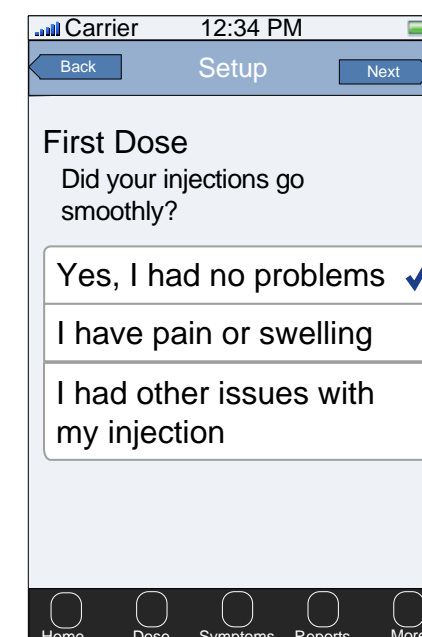 Carrier 12:34 PM
Back Setup Next
First Dose
Did your injections go
smoothly?
Yes, I had no problems
I have pain or swelling
I had other issues with
my injection
Home Dose Symptoms Reports More